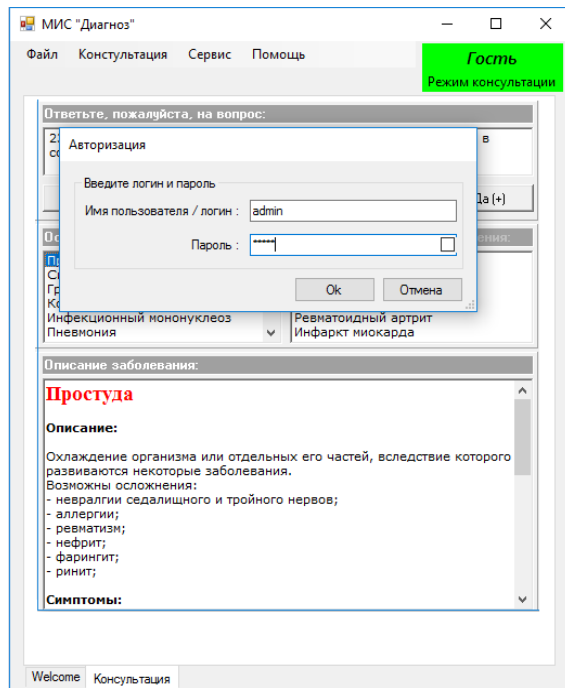 МИС "Диагноз"
Файл Констультация Сервис Помощь
Гость
Режим консультации
Ответьте, пожалуйста, на вопрос:
в
Да (+)
Авторизация
Введите логин и пароль
Имя пользователя / логин : admin
Пароль : *****
Ok Отмена
Инфекционный мононуклеоз
Пневмония
Ревматоидный артрит
Инфаркт миокарда
Описание заболевания:
Простуда
Описание:
Охлаждение организма или отдельных его частей, вследствие которого
развиваются некоторые заболевания.
Возможны осложнения:
- невралгии седалищного и тройного нервов;
- аллергии;
- ревматизм;
- нефрит;
- фарингит;
- ринит;
Симптомы:
Welcome Консультация